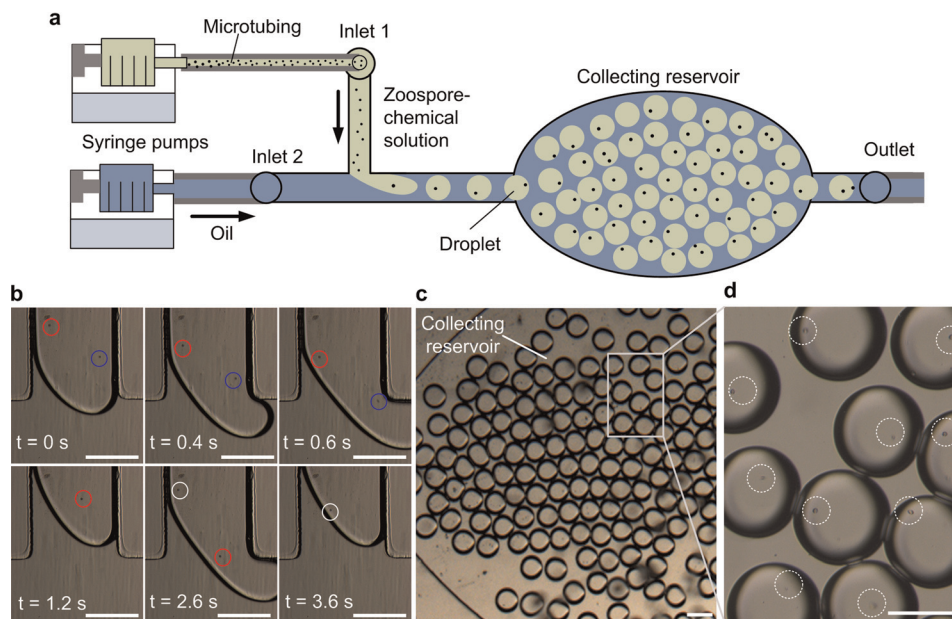 a
Microtubing
Inlet 1
Collecting reservoir
Zoospore-
chemical
solution
Syringe pumps
Inlet 2
Outlet
Oil
Droplet
b
t = 0 s
t = 0.4 s
t = 0.6 s
t = 1.2 s
t = 2.6 s
t = 3.6 s
c
Collecting
reservoir
d